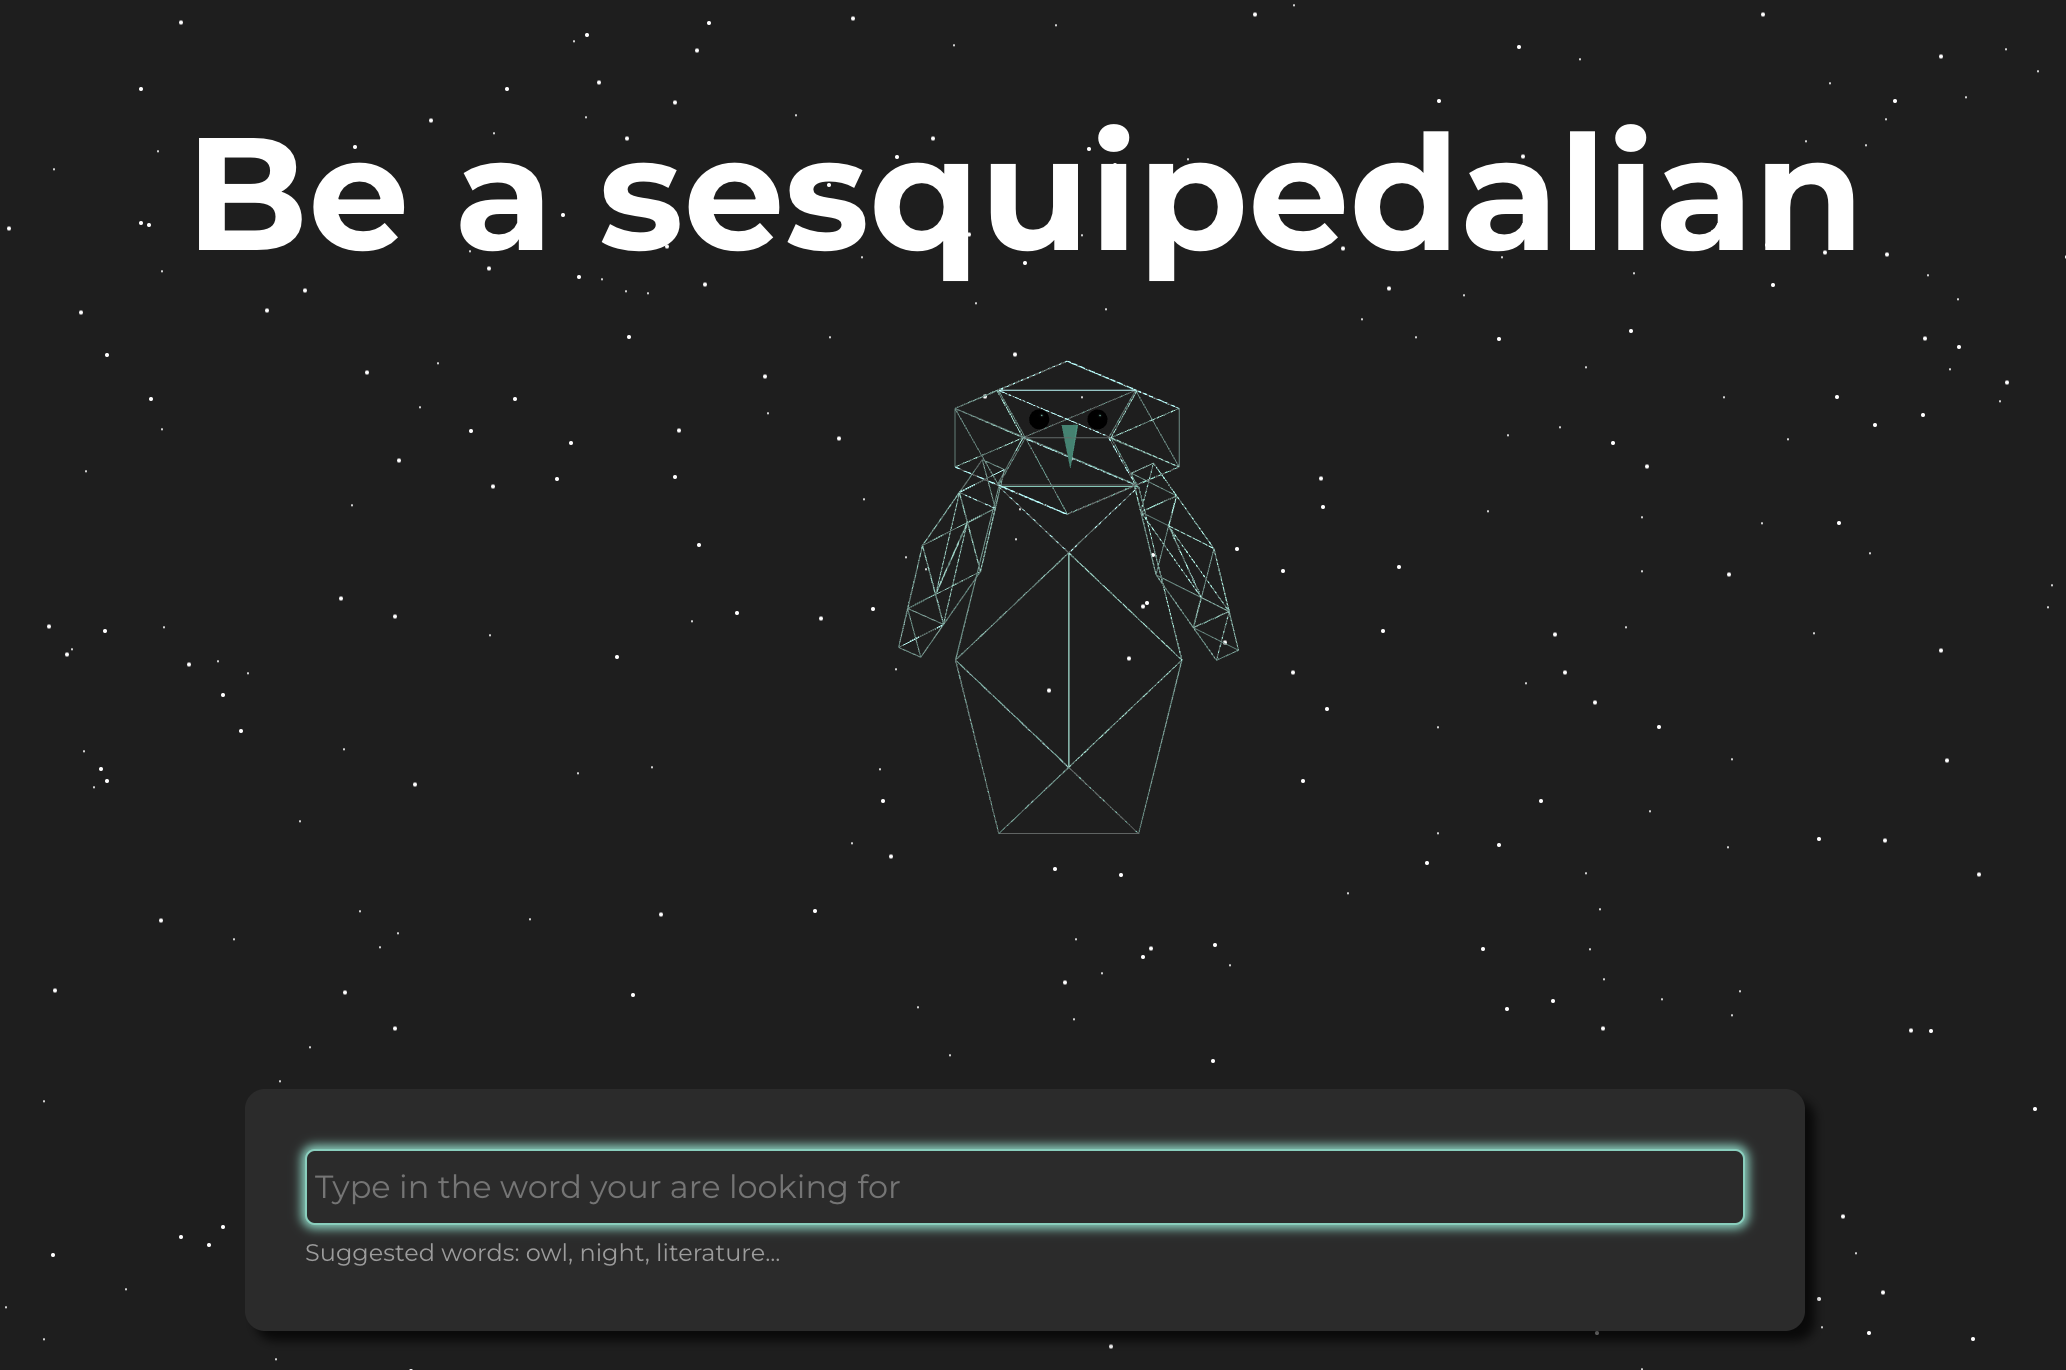 Be a sesquipedalian
Type in the word your are looking for
Suggested words: owl, night, literature...